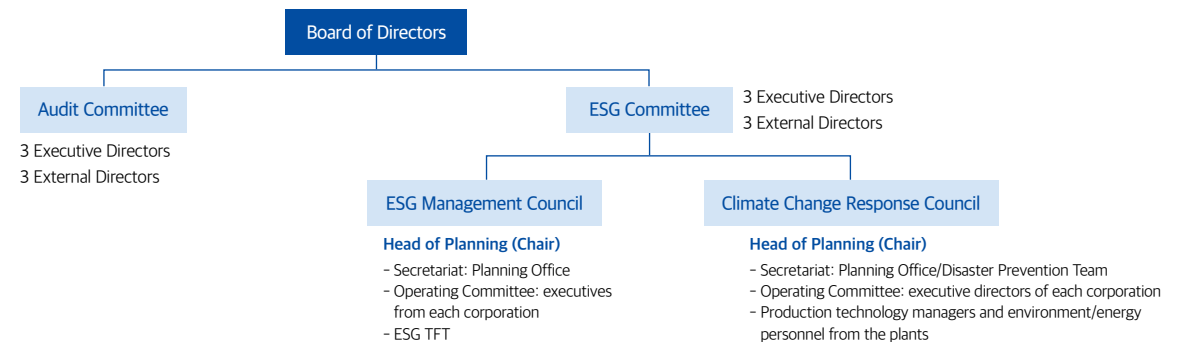 Board of Directors
Audit Committee
3 Executive Directors
3 External Directors
ESG Committee
3 Executive Directors
3 External Directors
ESG Management Council
Head of Planning (Chair)
– Secretariat: Planning Office
– Operating Committee: executives
from each corporation
– ESG TFT
Climate Change Response Council
Head of Planning (Chair)
– Secretariat: Planning Office/Disaster Prevention Team
– Operating Committee: executive directors of each corporation
– Production technology managers and environment/energy
personnel from the plants